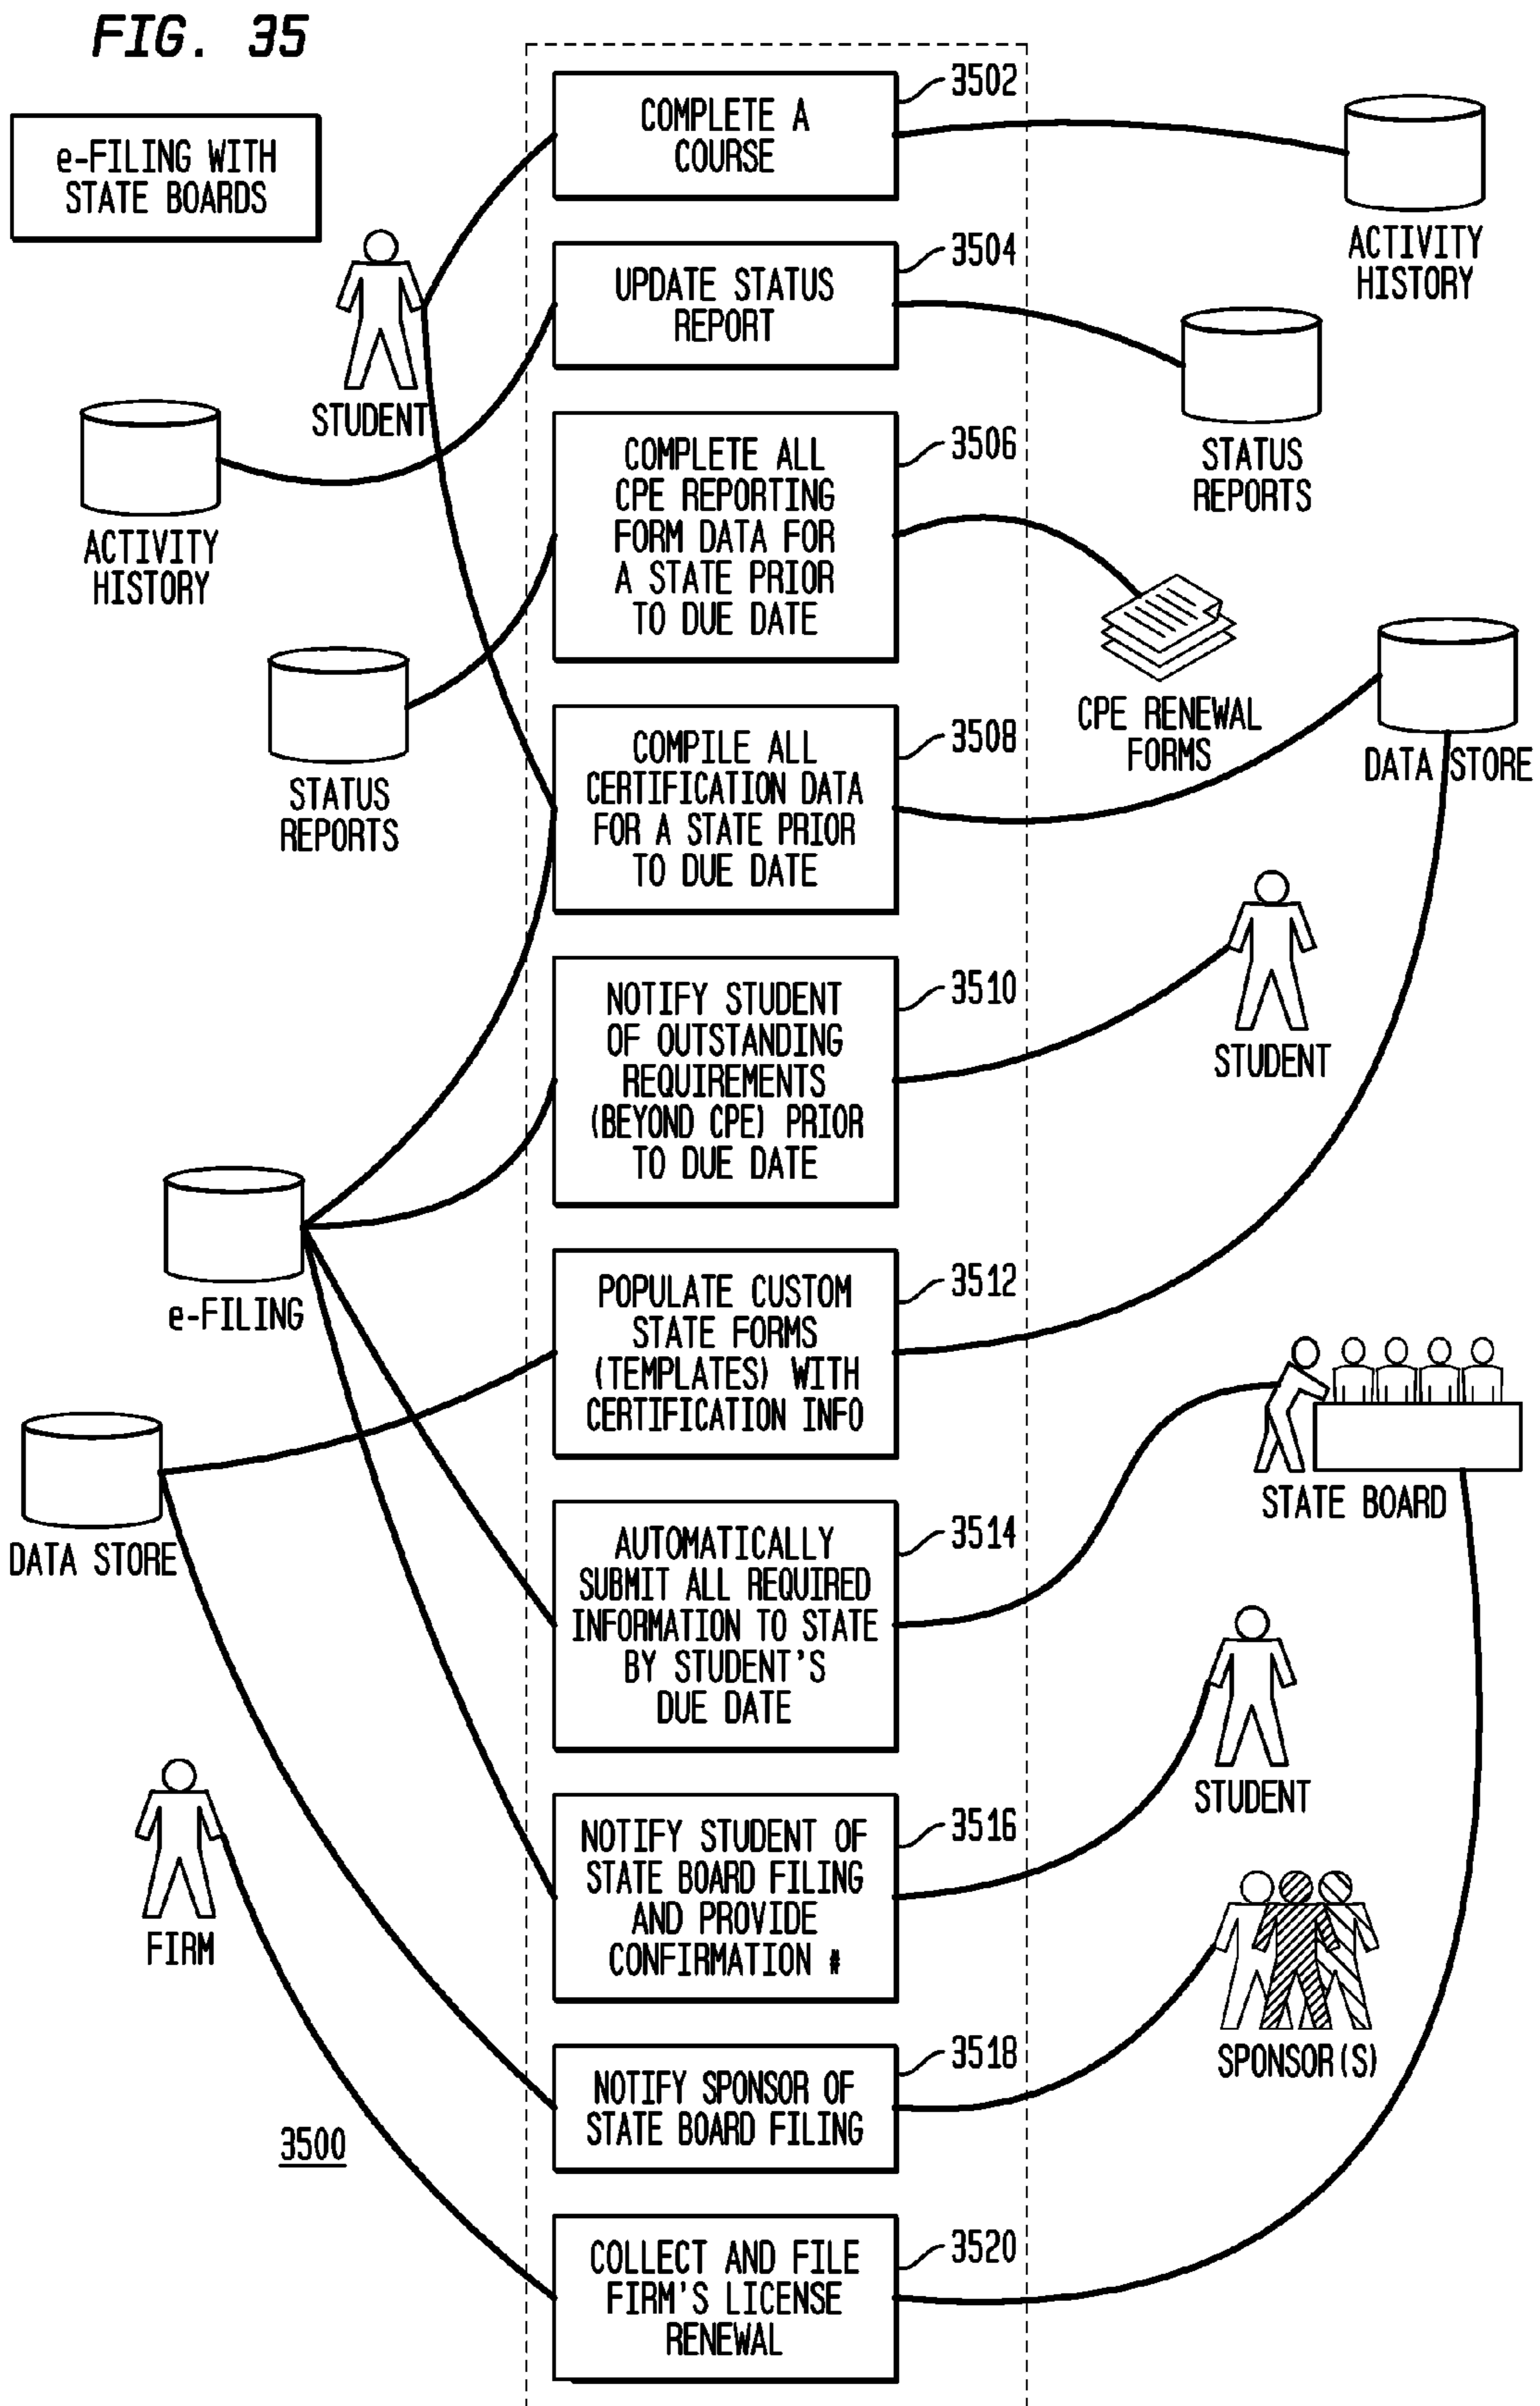 FIG. 35
e-FILING WITH
STATE BOARDS
3502
COMPLETE A
COURSE
ACTIVITY
HISTORY
3504
UPDATE STATUS
REPORT
STUDENT
STATUS
REPORTS
3506
COMPLETE ALL
CPE REPORTING
FORM DATA FOR
A STATE PRIOR
TO DUE DATE
ACTIVITY
HISTORY
CPE RENEWAL
FORMS
DATA STORE
3508
COMPILE ALL
CERTIFICATION DATA
FOR A STATE PRIOR
TO DUE DATE
STATUS
REPORTS
3510
NOTIFY STUDENT
OF OUTSTANDING
REQUIREMENTS
(BEYOND CPE) PRIOR
TO DUE DATE
STUDENT
e-FILING
3512
POPULATE CUSTOM
STATE FORMS
(TEMPLATES) WITH
CERTIFICATION INFO
STATE BOARD
DATA STORE
3514
AUTOMATICALLY
SUBMIT ALL REQUIRED
INFORMATION TO STATE
BY STUDENT'S
DUE DATE
STUDENT
3516
NOTIFY STUDENT OF
STATE BOARD FILING
AND PROVIDE
CONFIRMATION #
FIRM
SPONSOR(S)
3518
NOTIFY SPONSOR OF
STATE BOARD FILING
3500
3520
COLLECT AND FILE
FIRM'S LICENSE
RENEWAL